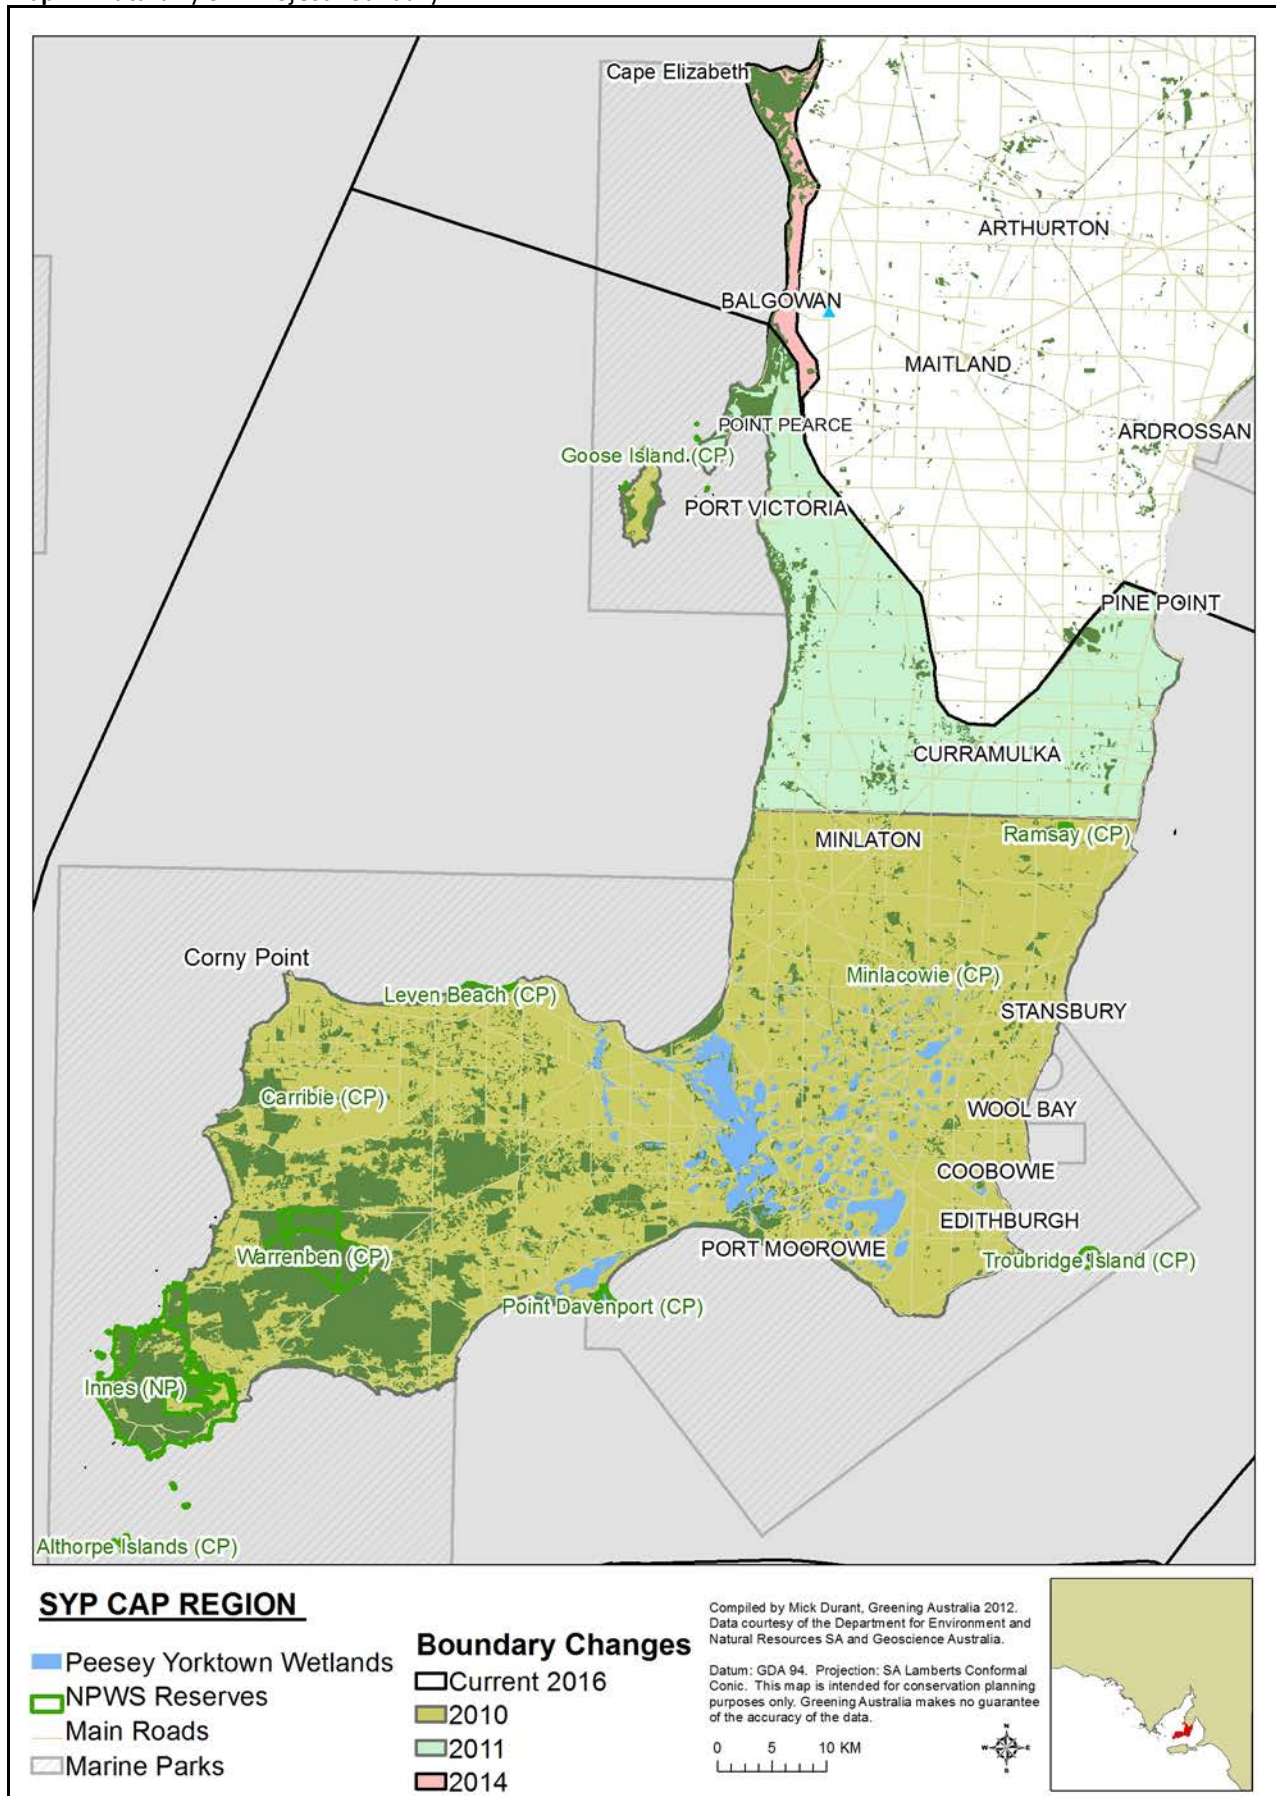 Cape Elizabeth
ARTHURTON
BALGOWAN
MAITLAND
POINT PEARCE
ARDROSSAN
Goose Island (CP)
PORT VICTORIA
PINE POINT
CURRAMULKA
MINLATON
Ramsay (CP)
Corny Point
Minlacowie (CP)
Leven Beach (CP)
STANSBURY
Carribie (CP)
WOOL BAY
COOBOWIE
EDITHBURGH
PORT MOOROWIE
Warrenben (CP)
Troubridge Island (CP)
Point Davenport (CP)
Innes (NP)
Althorpe Islands (CP)
SYP CAP REGION
Peesey Yorktown Wetlands
NPWS Reserves
Main Roads
Marine Parks
Boundary Changes
Current 2016
2010
2011
2014
Compiled by Mick Durant, Greening Australia 2012.
Data courtesy of the Department for Environment and
Natural Resources SA and Geoscience Australia.
Datum: GDA 94. Projection: SA Lamberts Conformal
Conic. This map is intended for conservation planning
purposes only. Greening Australia makes no guarantee
of the accuracy of the data.
0 5 10 KM
N
W E
S